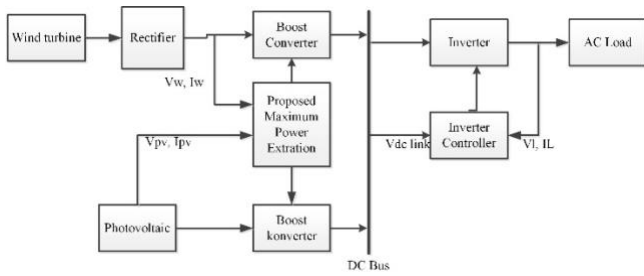 Wind turbine
Rectifier
Boost
Converter
Inverter
AC Load
Vw, Iw
Proposed
Maximum
Power
Extration
Vpv, Ipv
Vdc link
Inverter
Controller
Vl, IL
Photovoltaic
Boost
konverter
DC Bus